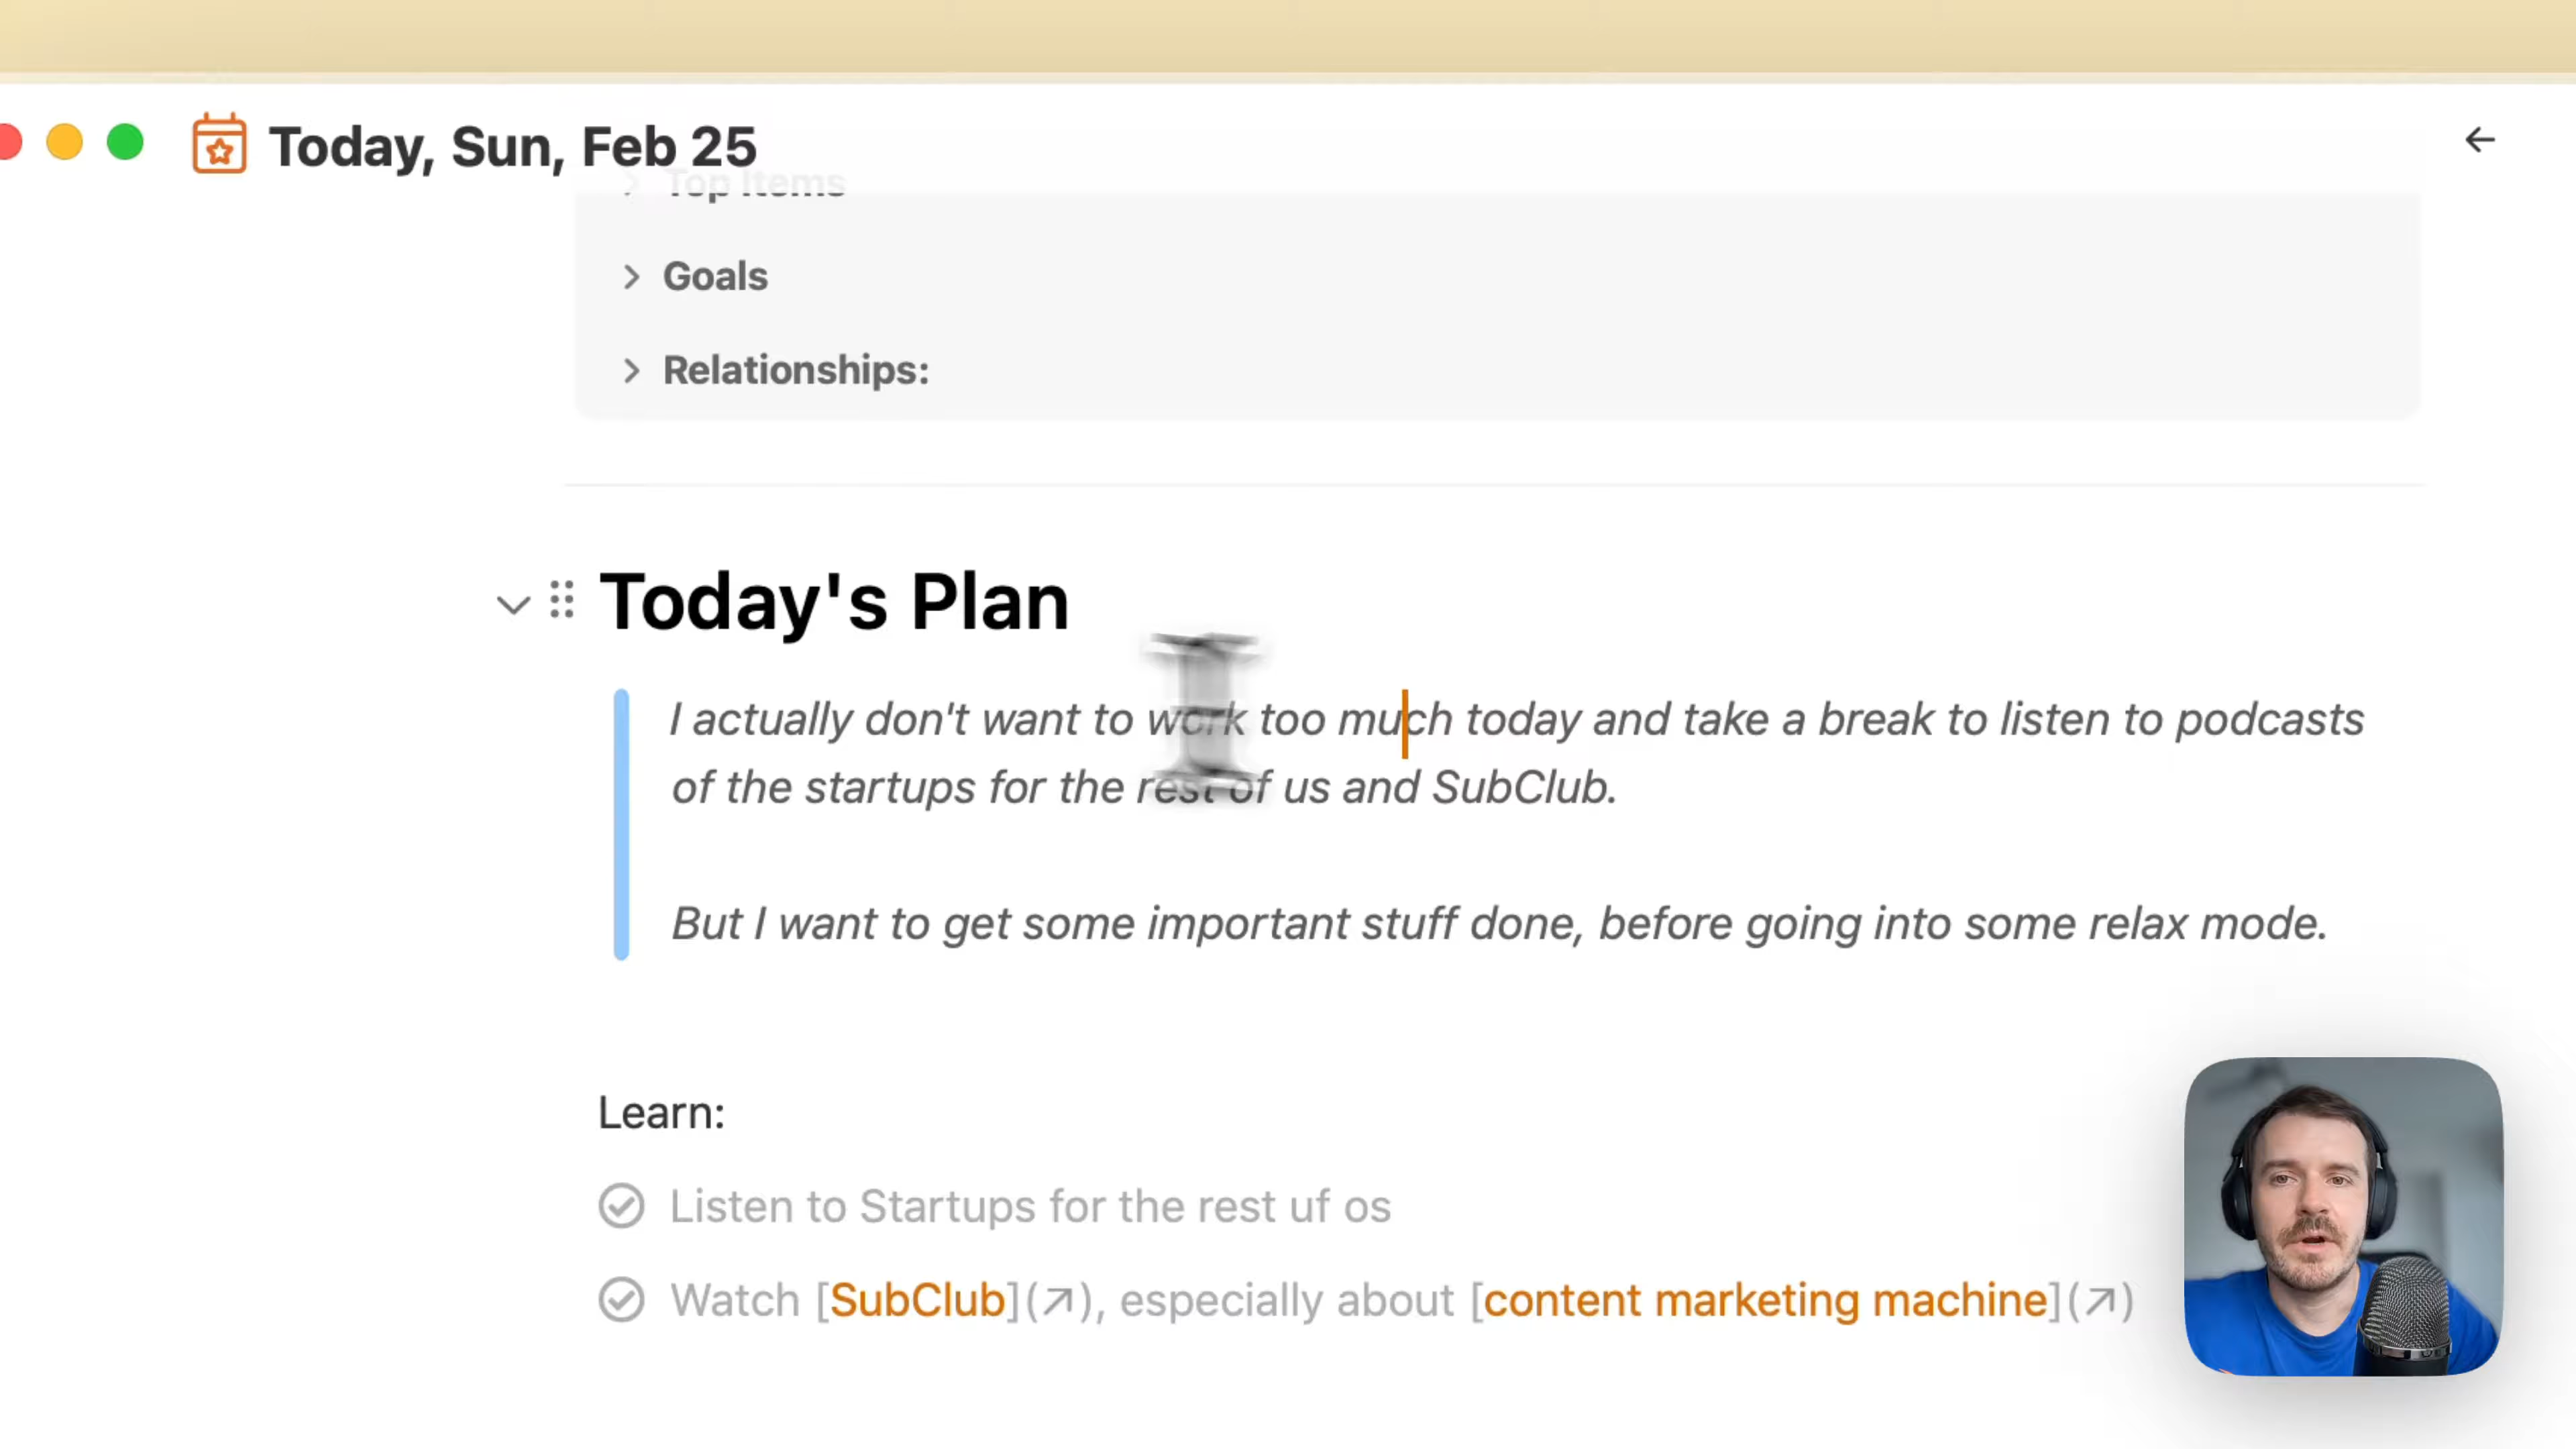 Today, Sun, Feb 25
Top Items
Goals
Relationships:
Today's Plan
I actually don't want to work too much today and take a break to listen to podcasts
of the startups for the rest of us and SubClub.
But I want to get some important stuff done, before going into some relax mode.
Learn:
Listen to Startups for the rest uf os
Watch [SubClub](↗), especially about [content marketing machine](↗)